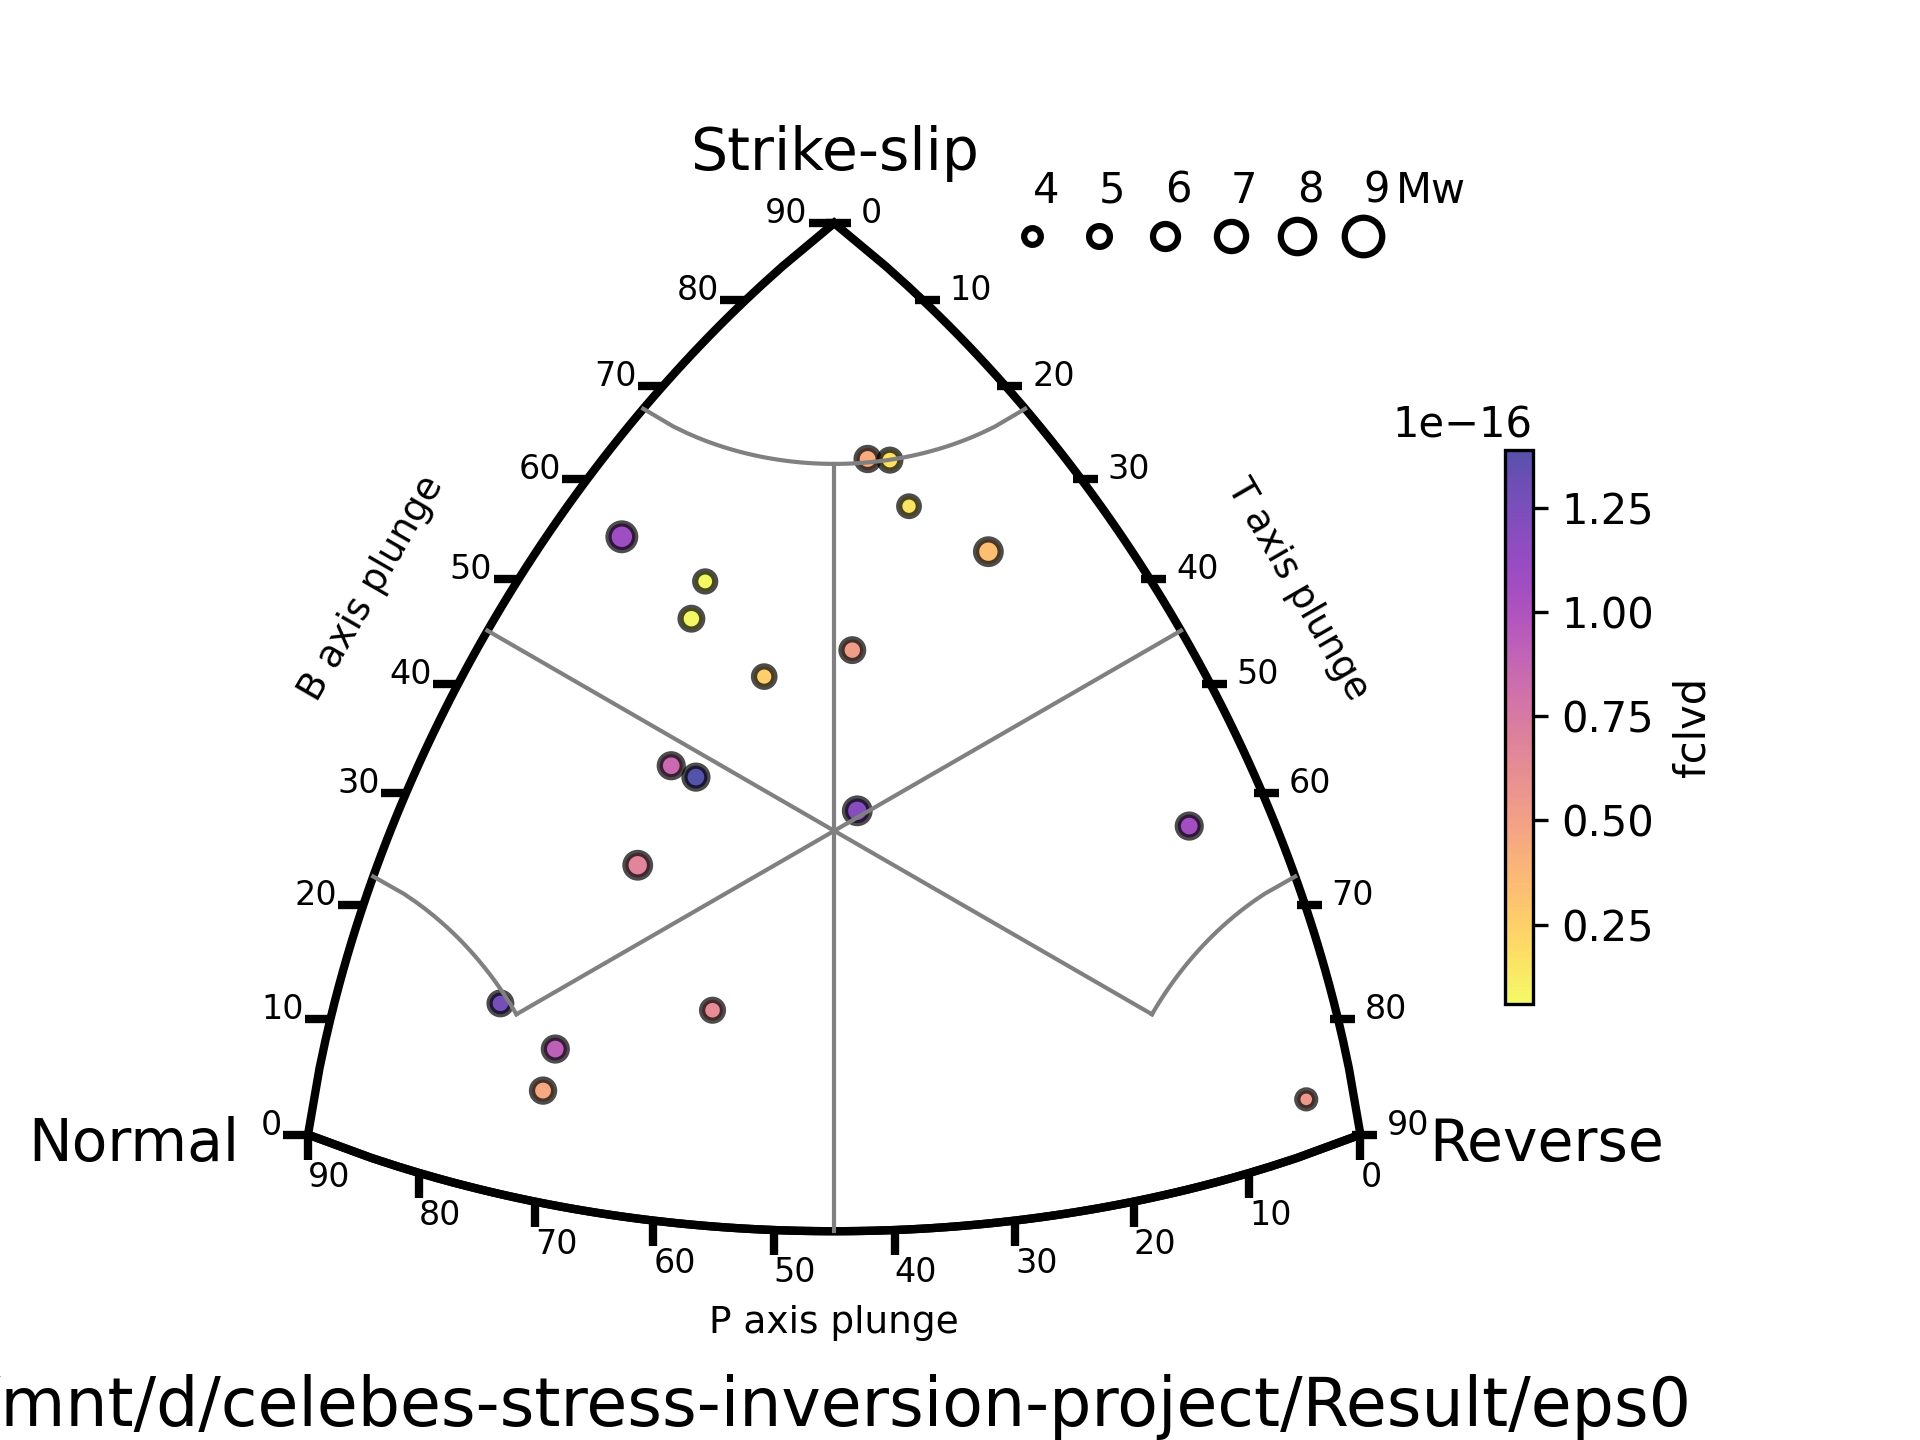 Strike-slip
4 5 6 7 8 9 Mw
90 0
80 10
70 20
60 30
50 40
40 50
30 60
20 70
10 80
0 90
B axis plunge
T axis plunge
Normal
Reverse
90 80 70 60 50 40 30 20 10 0
P axis plunge
1e−16
1.25
1.00
0.75
0.50
0.25
fclvd
mnt/d/celebes-stress-inversion-project/Result/eps0